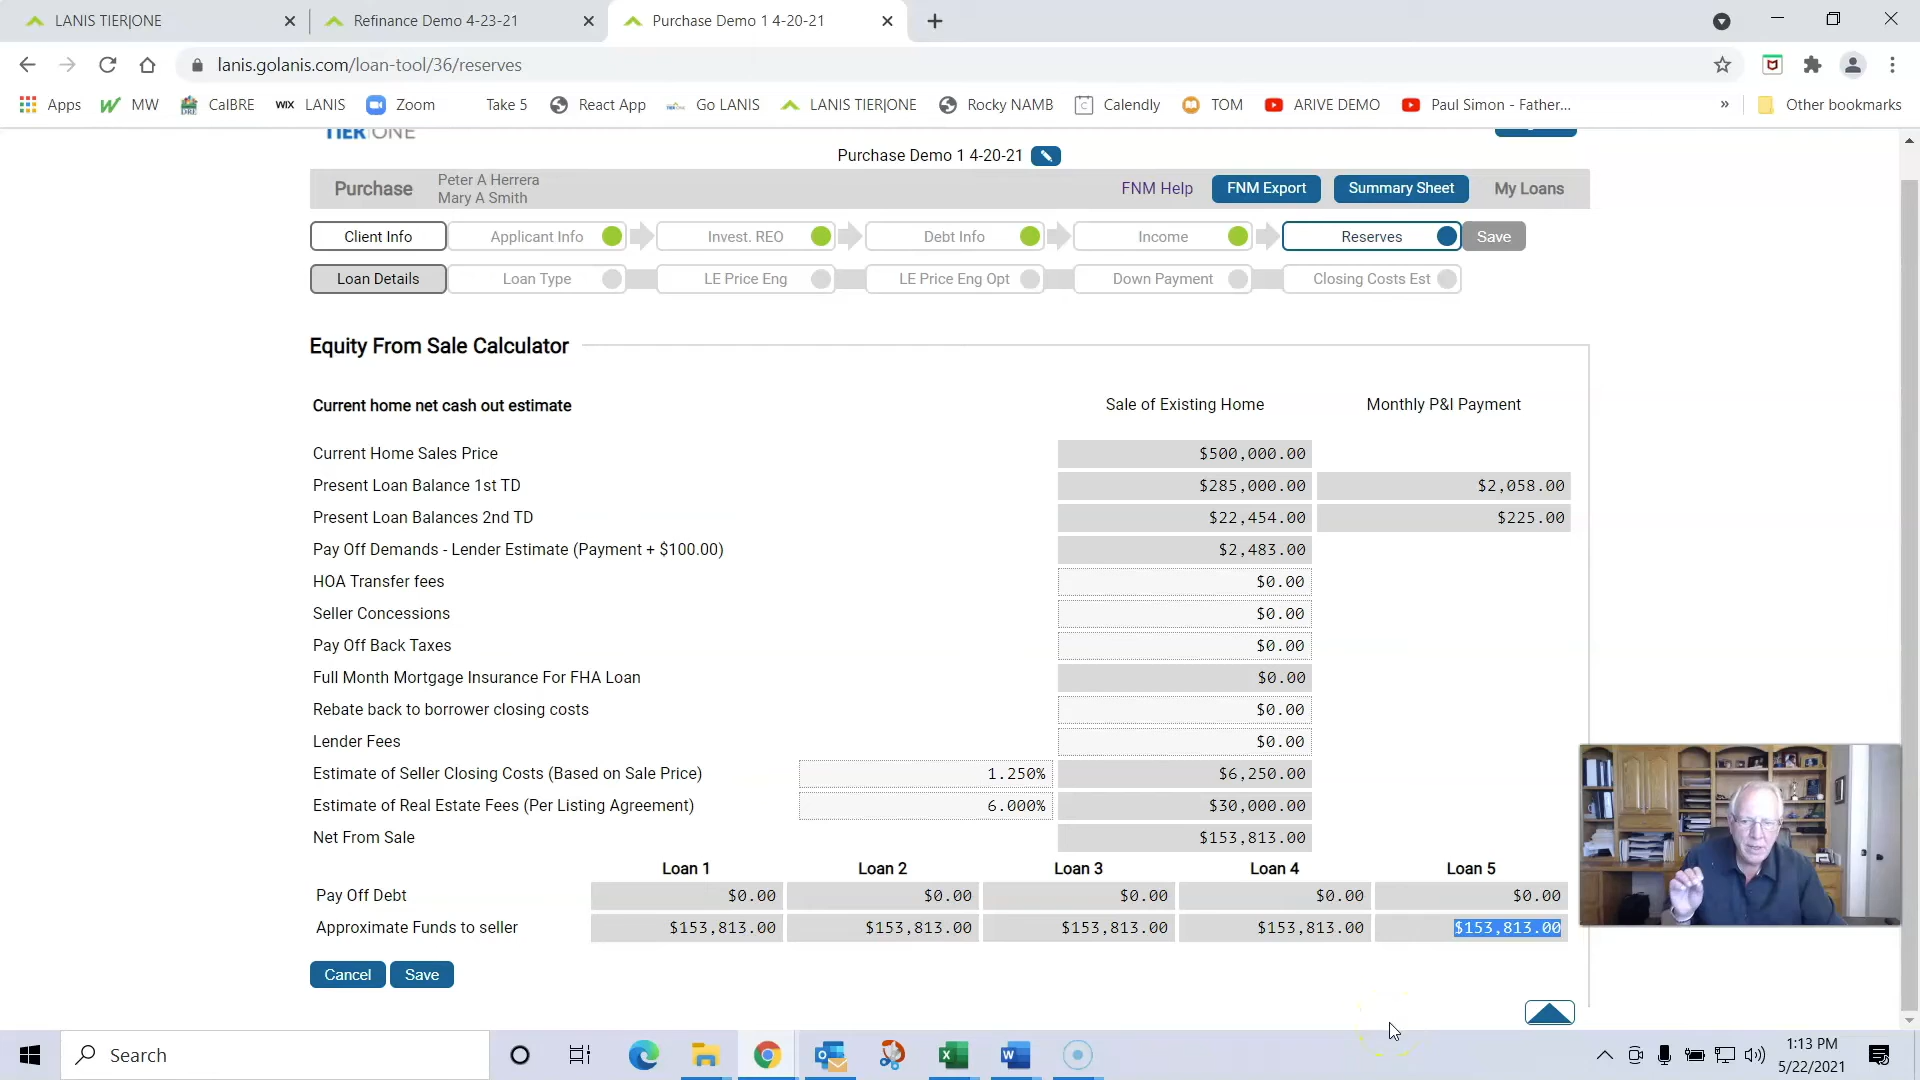 LANIS TIER|ONE
Refinance Demo 4-23-21
Purchase Demo 1 4-20-21
lanis.golanis.com/loan-tool/36/reserves
Apps
MW
CalBRE
WIX LANIS
Zoom
Take 5
React App
Go LANIS
LANIS TIER|ONE
Rocky NAMB
Calendly
TOM
ARIVE DEMO
Paul Simon - Father...
»
Other bookmarks
TIER|ONE
Purchase Demo 1 4-20-21
Purchase
Peter A Herrera
Mary A Smith
FNM Help
FNM Export
Summary Sheet
My Loans
Client Info
Applicant Info
Invest. REO
Debt Info
Income
Reserves
Save
Loan Details
Loan Type
LE Price Eng
LE Price Eng Opt
Down Payment
Closing Costs Est
Equity From Sale Calculator
Current home net cash out estimate
Sale of Existing Home
Monthly P&I Payment
Current Home Sales Price $500,000.00
Present Loan Balance 1st TD $285,000.00 $2,058.00
Present Loan Balances 2nd TD $22,454.00 $225.00
Pay Off Demands - Lender Estimate (Payment + $100.00) $2,483.00
HOA Transfer fees $0.00
Seller Concessions $0.00
Pay Off Back Taxes $0.00
Full Month Mortgage Insurance For FHA Loan $0.00
Rebate back to borrower closing costs $0.00
Lender Fees $0.00
Estimate of Seller Closing Costs (Based on Sale Price) 1.250% $6,250.00
Estimate of Real Estate Fees (Per Listing Agreement) 6.000% $30,000.00
Net From Sale $153,813.00
Loan 1 Loan 2 Loan 3 Loan 4 Loan 5
Pay Off Debt $0.00 $0.00 $0.00 $0.00 $0.00
Approximate Funds to seller $153,813.00 $153,813.00 $153,813.00 $153,813.00 $153,813.00
Cancel
Save
Search
1:13 PM
5/22/2021